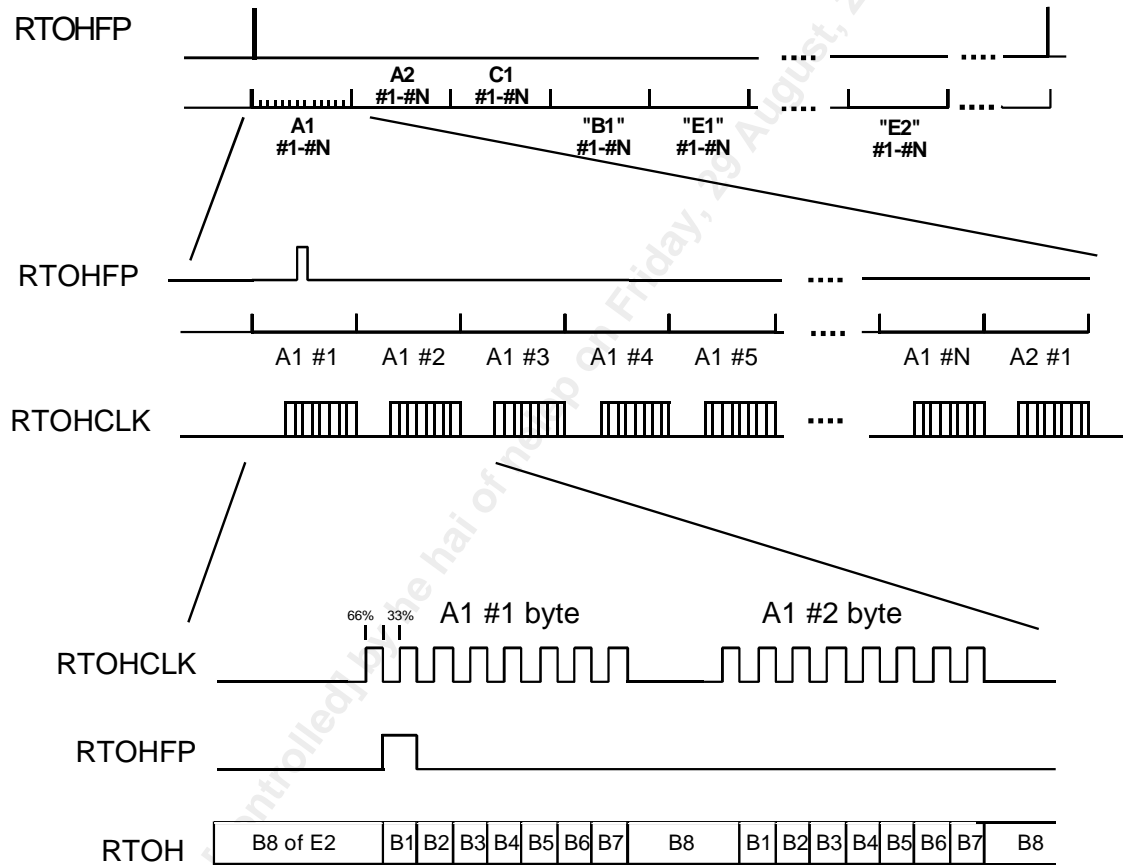 RTOHFP
A2 C1
#1-#N #1-#N
A1 "B1" "E1" "E2"
#1-#N #1-#N #1-#N #1-#N
RTOHFP
A1 #1 A1 #2 A1 #3 A1 #4 A1 #5 A1 #N A2 #1
RTOHCLK
66% 33% A1 #1 byte A1 #2 byte
RTOHCLK
RTOHFP
RTOH B8 of E2 B1 B2 B3 B4 B5 B6 B7 B8 B1 B2 B3 B4 B5 B6 B7 B8